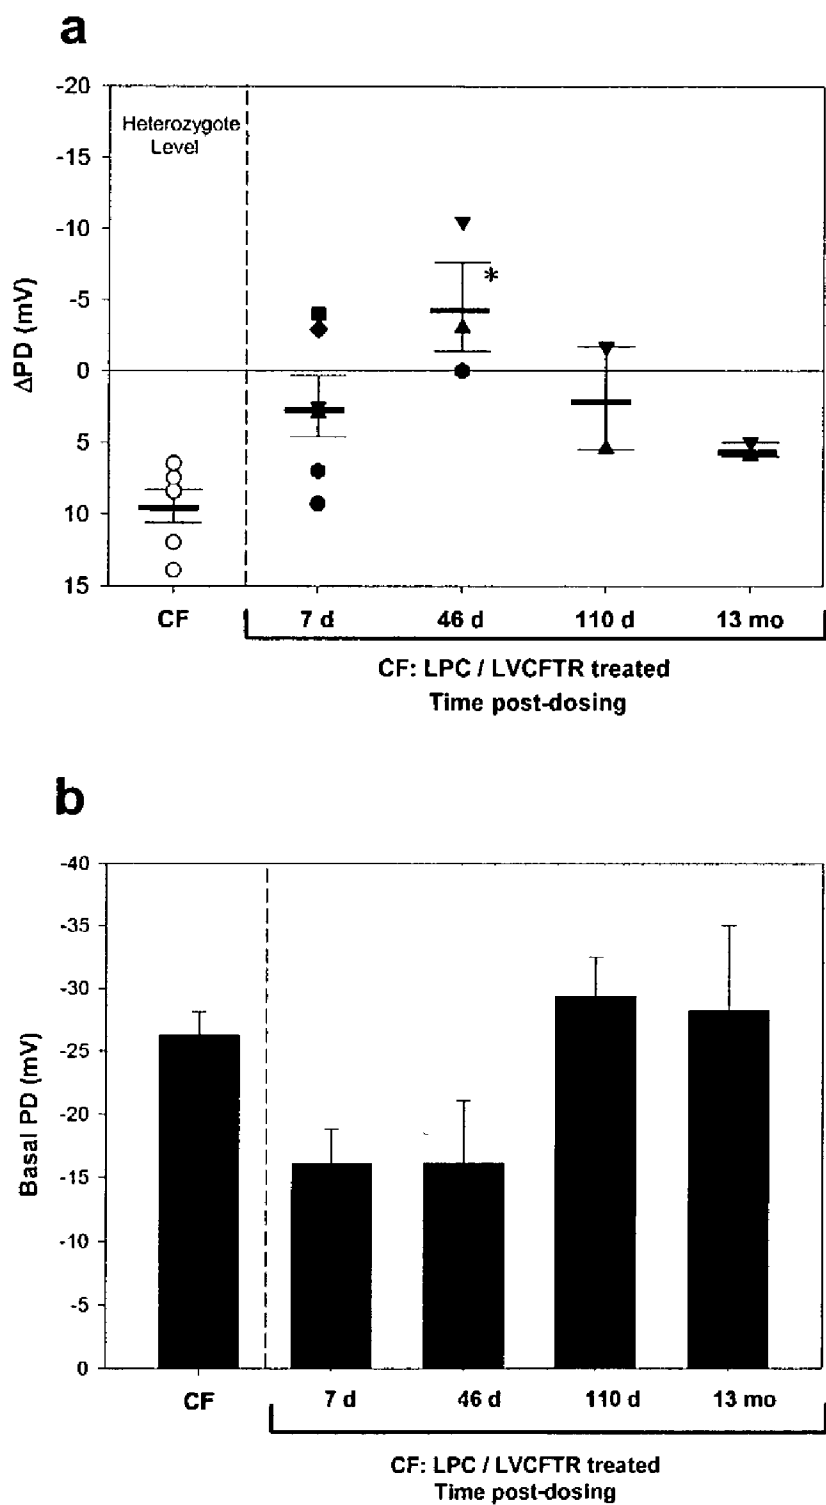 a
-20
-15
-10
-5
0
5
10
15
ΔPD (mV)
Heterozygote
Level
*
CF
7 d
46 d
110 d
13 mo
CF: LPC / LVCFTR treated
Time post-dosing
b
-40
-35
-30
-25
-20
-15
-10
-5
0
Basal PD (mV)
CF
7 d
46 d
110 d
13 mo
CF: LPC / LVCFTR treated
Time post-dosing